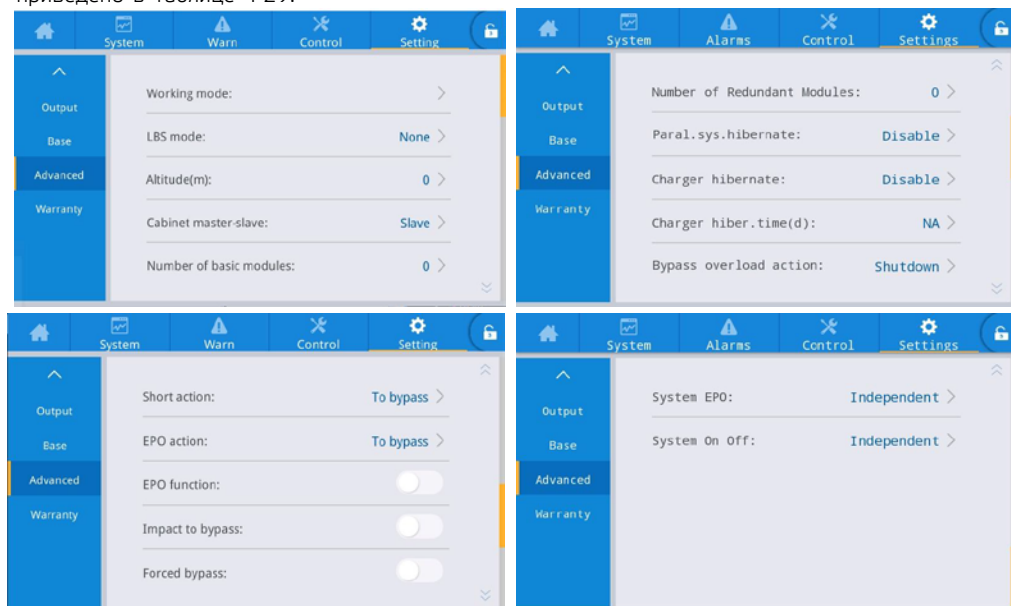 приведено в таблице 4-29.
System Warn Control Setting
Output
Base
Advanced
Warranty
Working mode:
LBS mode: None
Altitude(m): 0
Cabinet master-slave: Slave
Number of basic modules: 0
System Alarms Control Settings
Output
Base
Advanced
Warranty
Number of Redundant Modules: 0
Paral.sys.hibernate: Disable
Charger hibernate: Disable
Charger hiber.time(d): NA
Bypass overload action: Shutdown
System Warn Control Setting
Output
Base
Advanced
Warranty
Short action: To bypass
EPO action: To bypass
EPO function:
Impact to bypass:
Forced bypass:
System Alarms Control Settings
Output
Base
Advanced
Warranty
System EPO: Independent
System On Off: Independent